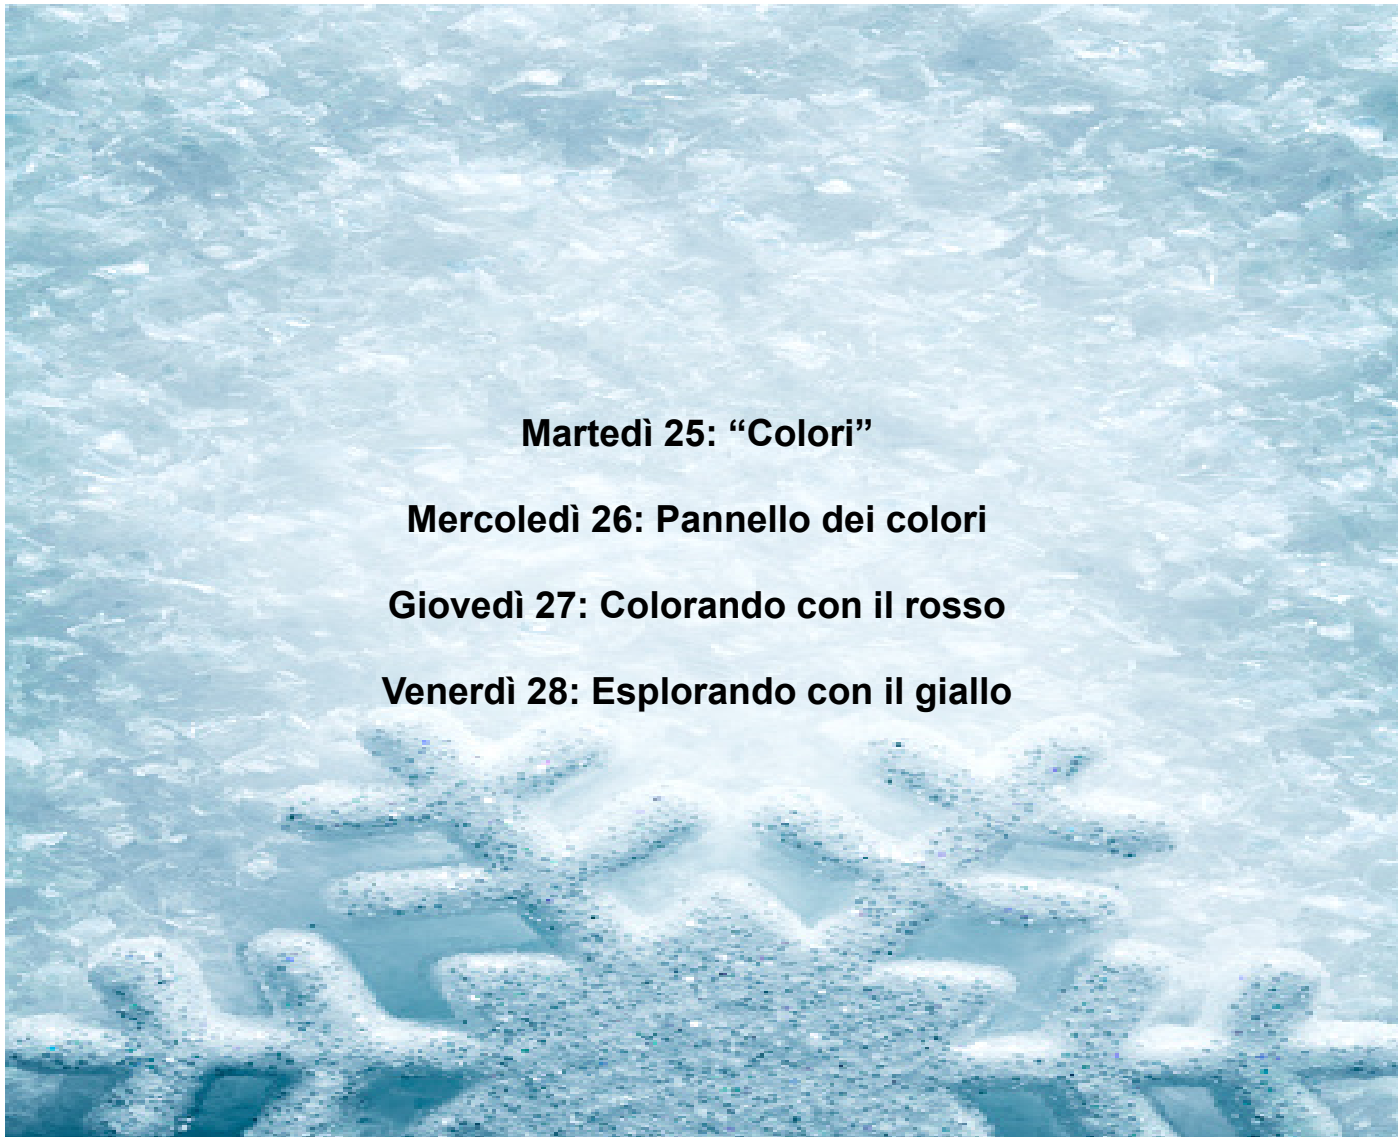 Martedì 25: “Colori”
Mercoledì 26: Pannello dei colori
Giovedì 27: Colorando con il rosso
Venerdì 28: Esplorando con il giallo